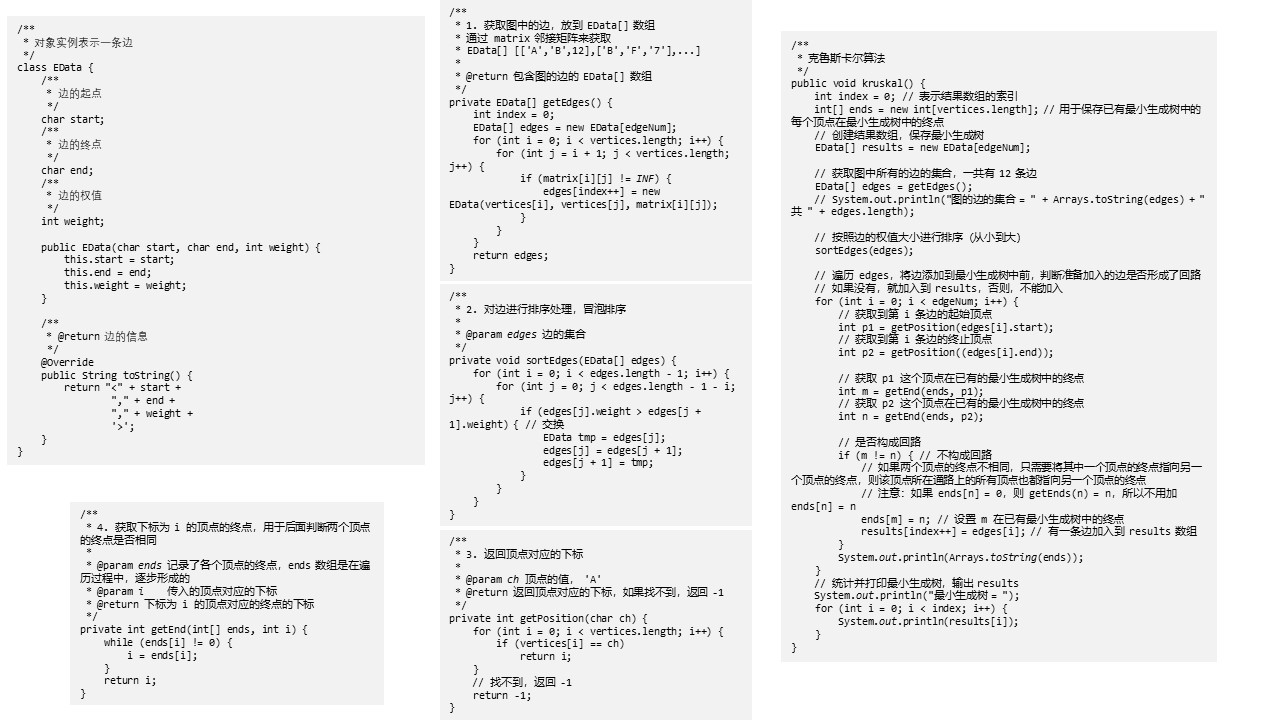 /**
 * 对象实例表示一条边
 */
class EData {
    /**
     * 边的起点
     */
    char start;
    /**
     * 边的终点
     */
    char end;
    /**
     * 边的权值
     */
    int weight;

    public EData(char start, char end, int weight) {
        this.start = start;
        this.end = end;
        this.weight = weight;
    }

    /**
     * @return 边的信息
     */
    @Override
    public String toString() {
        return "<" + start +
                "," + end +
                "," + weight +
                '>';
    }
}
/**
 * 4. 获取下标为 i 的顶点的终点，用于后面判断两个顶点
的终点是否相同
 *
 * @param ends 记录了各个顶点的终点，ends 数组是在遍
历过程中，逐步形成的
 * @param i    传入的顶点对应的下标
 * @return 下标为 i 的顶点对应的终点的下标
 */
private int getEnd(int[] ends, int i) {
    while (ends[i] != 0) {
        i = ends[i];
    }
    return i;
}
/**
 * 1. 获取图中的边，放到 EData[] 数组
 * 通过 matrix 邻接矩阵来获取
 * EData[] [['A','B',12],['B','F','7'],...]
 *
 * @return 包含图的边的 EData[] 数组
 */
private EData[] getEdges() {
    int index = 0;
    EData[] edges = new EData[edgeNum];
    for (int i = 0; i < vertices.length; i++) {
        for (int j = i + 1; j < vertices.length;
j++) {
            if (matrix[i][j] != INF) {
                edges[index++] = new
EData(vertices[i], vertices[j], matrix[i][j]);
            }
        }
    }
    return edges;
}
/**
 * 2. 对边进行排序处理，冒泡排序
 *
 * @param edges 边的集合
 */
private void sortEdges(EData[] edges) {
    for (int i = 0; i < edges.length - 1; i++) {
        for (int j = 0; j < edges.length - 1 - i;
j++) {
            if (edges[j].weight > edges[j +
1].weight) { // 交换
                EData tmp = edges[j];
                edges[j] = edges[j + 1];
                edges[j + 1] = tmp;
            }
        }
    }
}
/**
 * 3. 返回顶点对应的下标
 *
 * @param ch 顶点的值， 'A'
 * @return 返回顶点对应的下标，如果找不到，返回 -1
 */
private int getPosition(char ch) {
    for (int i = 0; i < vertices.length; i++) {
        if (vertices[i] == ch)
            return i;
    }
    // 找不到，返回 -1
    return -1;
}
/**
 * 克鲁斯卡尔算法
 */
public void kruskal() {
    int index = 0; // 表示结果数组的索引
    int[] ends = new int[vertices.length]; // 用于保存已有最小生成树中的
每个顶点在最小生成树中的终点
    // 创建结果数组，保存最小生成树
    EData[] results = new EData[edgeNum];

    // 获取图中所有的边的集合，一共有 12 条边
    EData[] edges = getEdges();
    // System.out.println("图的边的集合 = " + Arrays.toString(edges) + "
共 " + edges.length);

    // 按照边的权值大小进行排序（从小到大）
    sortEdges(edges);

    // 遍历 edges，将边添加到最小生成树中前，判断准备加入的边是否形成了回路
    // 如果没有，就加入到 results，否则，不能加入
    for (int i = 0; i < edgeNum; i++) {
        // 获取到第 i 条边的起始顶点
        int p1 = getPosition(edges[i].start);
        // 获取到第 i 条边的终止顶点
        int p2 = getPosition((edges[i].end));

        // 获取 p1 这个顶点在已有的最小生成树中的终点
        int m = getEnd(ends, p1);
        // 获取 p2 这个顶点在已有的最小生成树中的终点
        int n = getEnd(ends, p2);

        // 是否构成回路
        if (m != n) { // 不构成回路
            // 如果两个顶点的终点不相同，只需要将其中一个顶点的终点指向另一
个顶点的终点，则该顶点所在通路上的所有顶点也都指向另一个顶点的终点
            // 注意：如果 ends[n] = 0，则 getEnds(n) = n，所以不用加
ends[n] = n
            ends[m] = n; // 设置 m 在已有最小生成树中的终点
            results[index++] = edges[i]; // 有一条边加入到 results 数组
        }
        System.out.println(Arrays.toString(ends));
    }
    // 统计并打印最小生成树，输出 results
    System.out.println("最小生成树 = ");
    for (int i = 0; i < index; i++) {
        System.out.println(results[i]);
    }
}